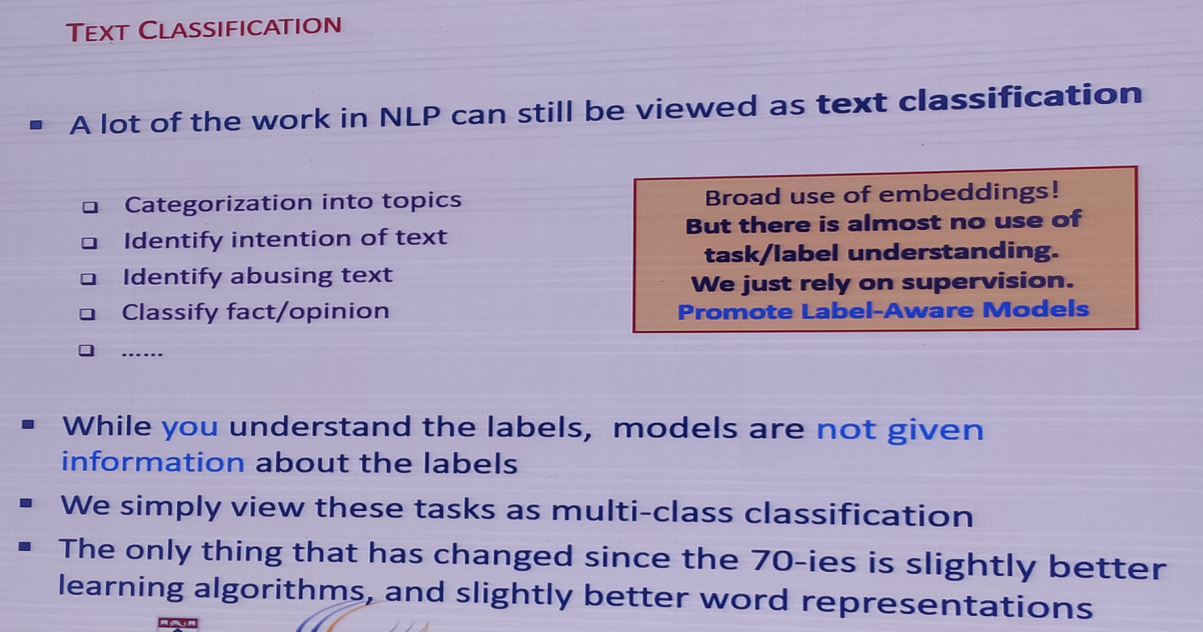 TEXT CLASSIFICATION
A lot of the work in NLP can still be viewed as text classification
Categorization into topics
Identify intention of text
Identify abusing text
Classify fact/opinion
......
Broad use of embeddings!
But there is almost no use of
task/label understanding.
We just rely on supervision.
Promote Label-Aware Models
While you understand the labels, models are not given
information about the labels
We simply view these tasks as multi-class classification
The only thing that has changed since the 70-ies is slightly better
learning algorithms, and slightly better word representations